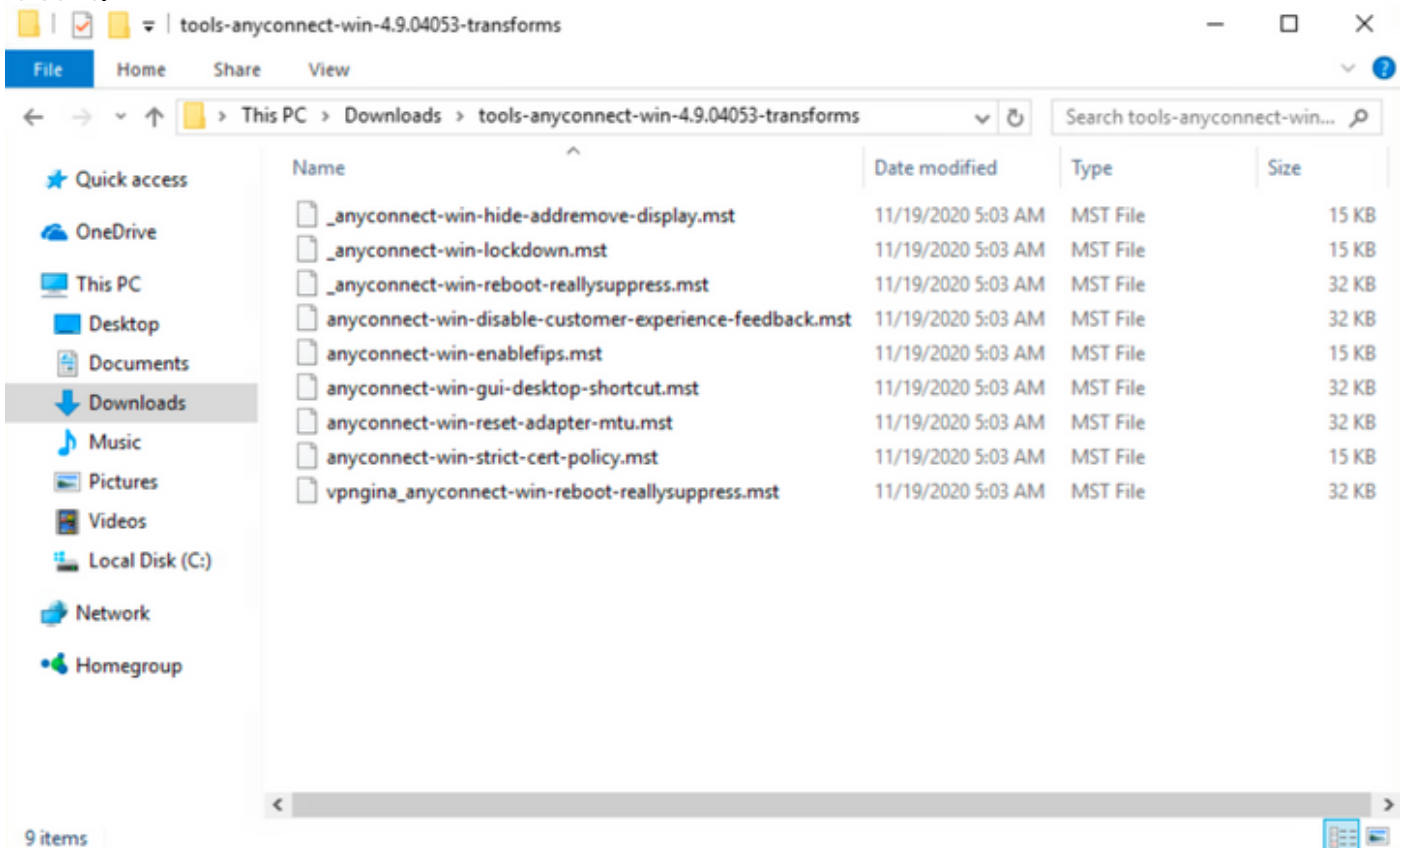 tools-anyconnect-win-4.9.04053-transforms
File Home Share View
This PC > Downloads > tools-anyconnect-win-4.9.04053-transforms Search tools-anyconnect-win...
Name Date modified Type Size
Quick access
OneDrive
This PC
Desktop
Documents
Downloads
Music
Pictures
Videos
Local Disk (C:)
Network
Homegroup
_anyconnect-win-hide-addremove-display.mst 11/19/2020 5:03 AM MST File 15 KB
_anyconnect-win-lockdown.mst 11/19/2020 5:03 AM MST File 15 KB
_anyconnect-win-reboot-reallysuppress.mst 11/19/2020 5:03 AM MST File 32 KB
anyconnect-win-disable-customer-experience-feedback.mst 11/19/2020 5:03 AM MST File 32 KB
anyconnect-win-enablefips.mst 11/19/2020 5:03 AM MST File 15 KB
anyconnect-win-gui-desktop-shortcut.mst 11/19/2020 5:03 AM MST File 32 KB
anyconnect-win-reset-adapter-mtu.mst 11/19/2020 5:03 AM MST File 32 KB
anyconnect-win-strict-cert-policy.mst 11/19/2020 5:03 AM MST File 15 KB
vpngina_anyconnect-win-reboot-reallysuppress.mst 11/19/2020 5:03 AM MST File 32 KB
9 items